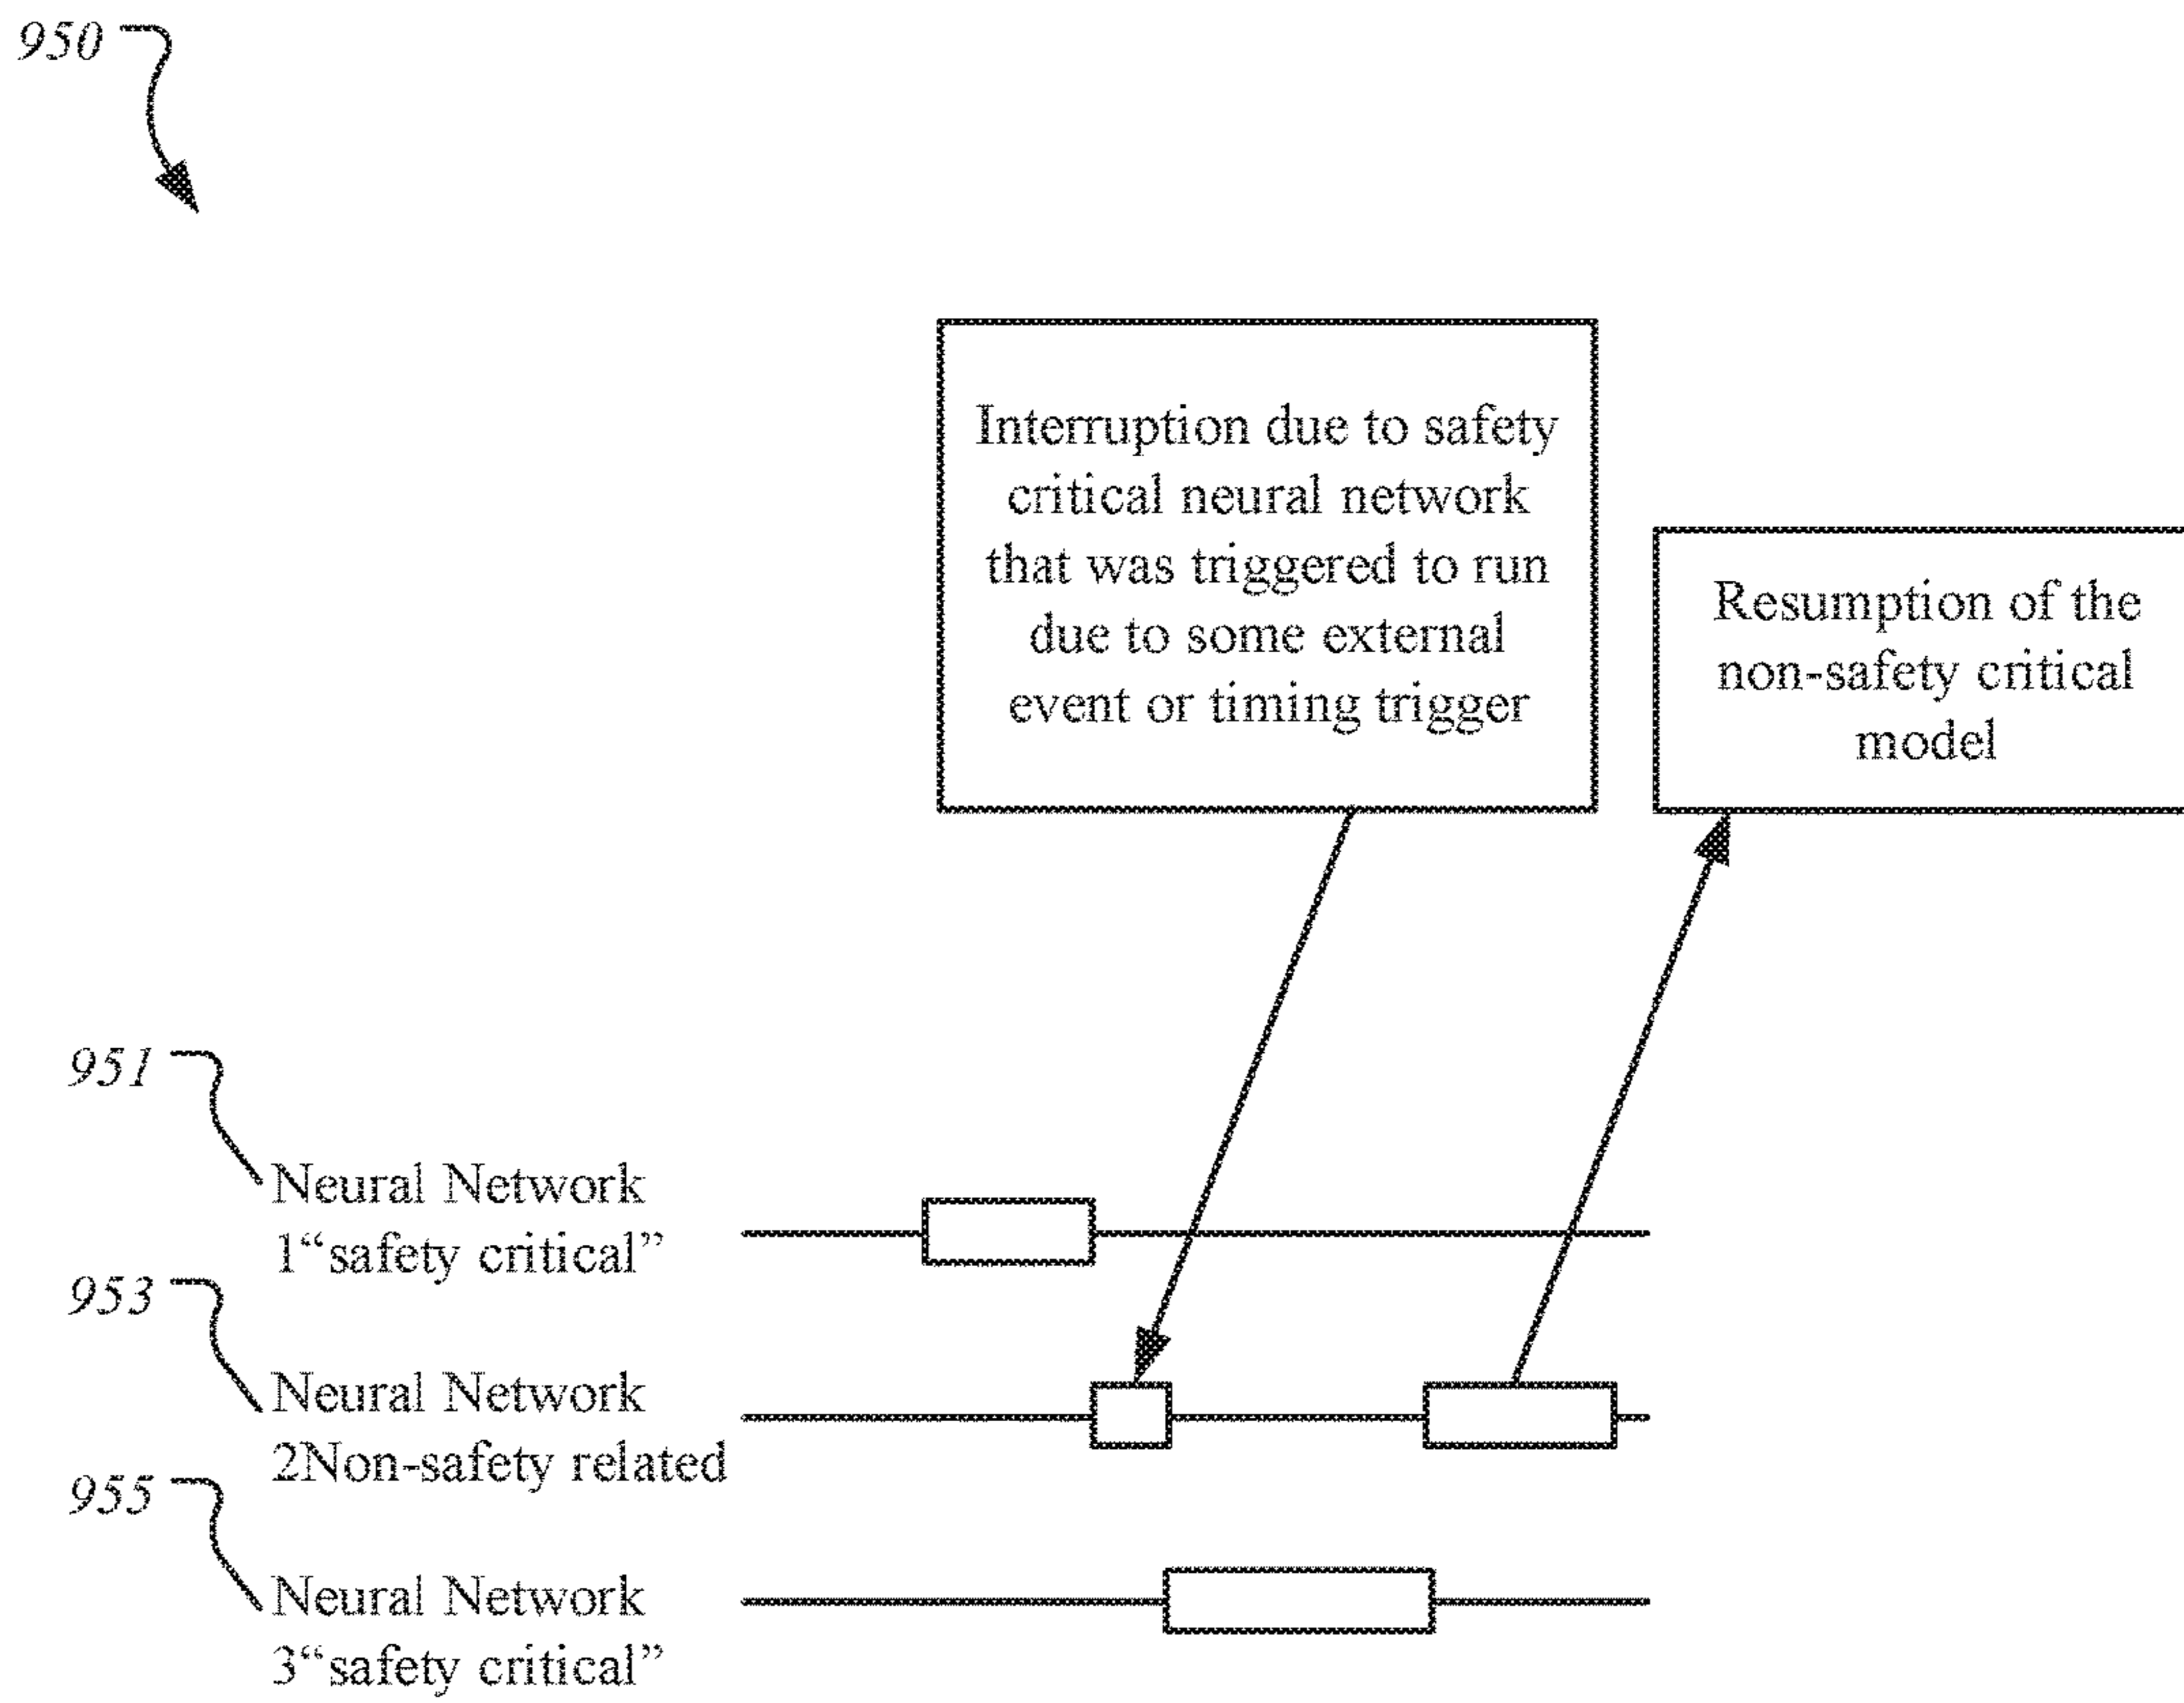 950
Interruption due to safety
critical neural network
that was triggered to run
due to some external
event or timing trigger
Resumption of the
non-safety critical
model
951
Neural Network
1“safety critical”
953
Neural Network
2Non-safety related
955
Neural Network
3“safety critical”